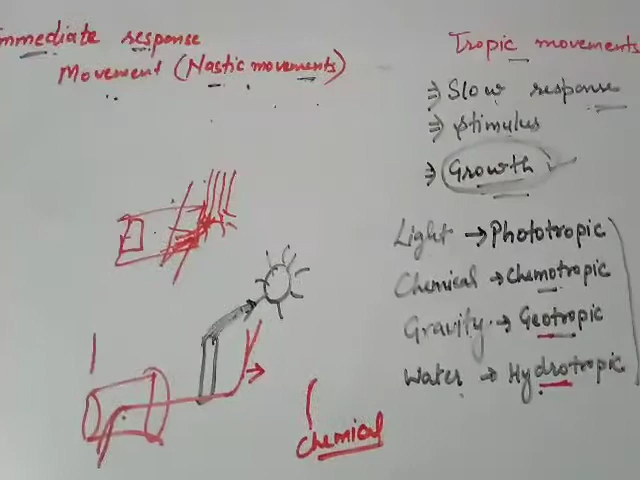 Immediate response
Movement (Nastic movements)
Tropic movements
⇒ Slow response
⇒ stimulus
⇒ Growth
Light → Phototropic
Chemical → Chemotropic
Gravity → Geotropic
Water → Hydrotropic
Chemical